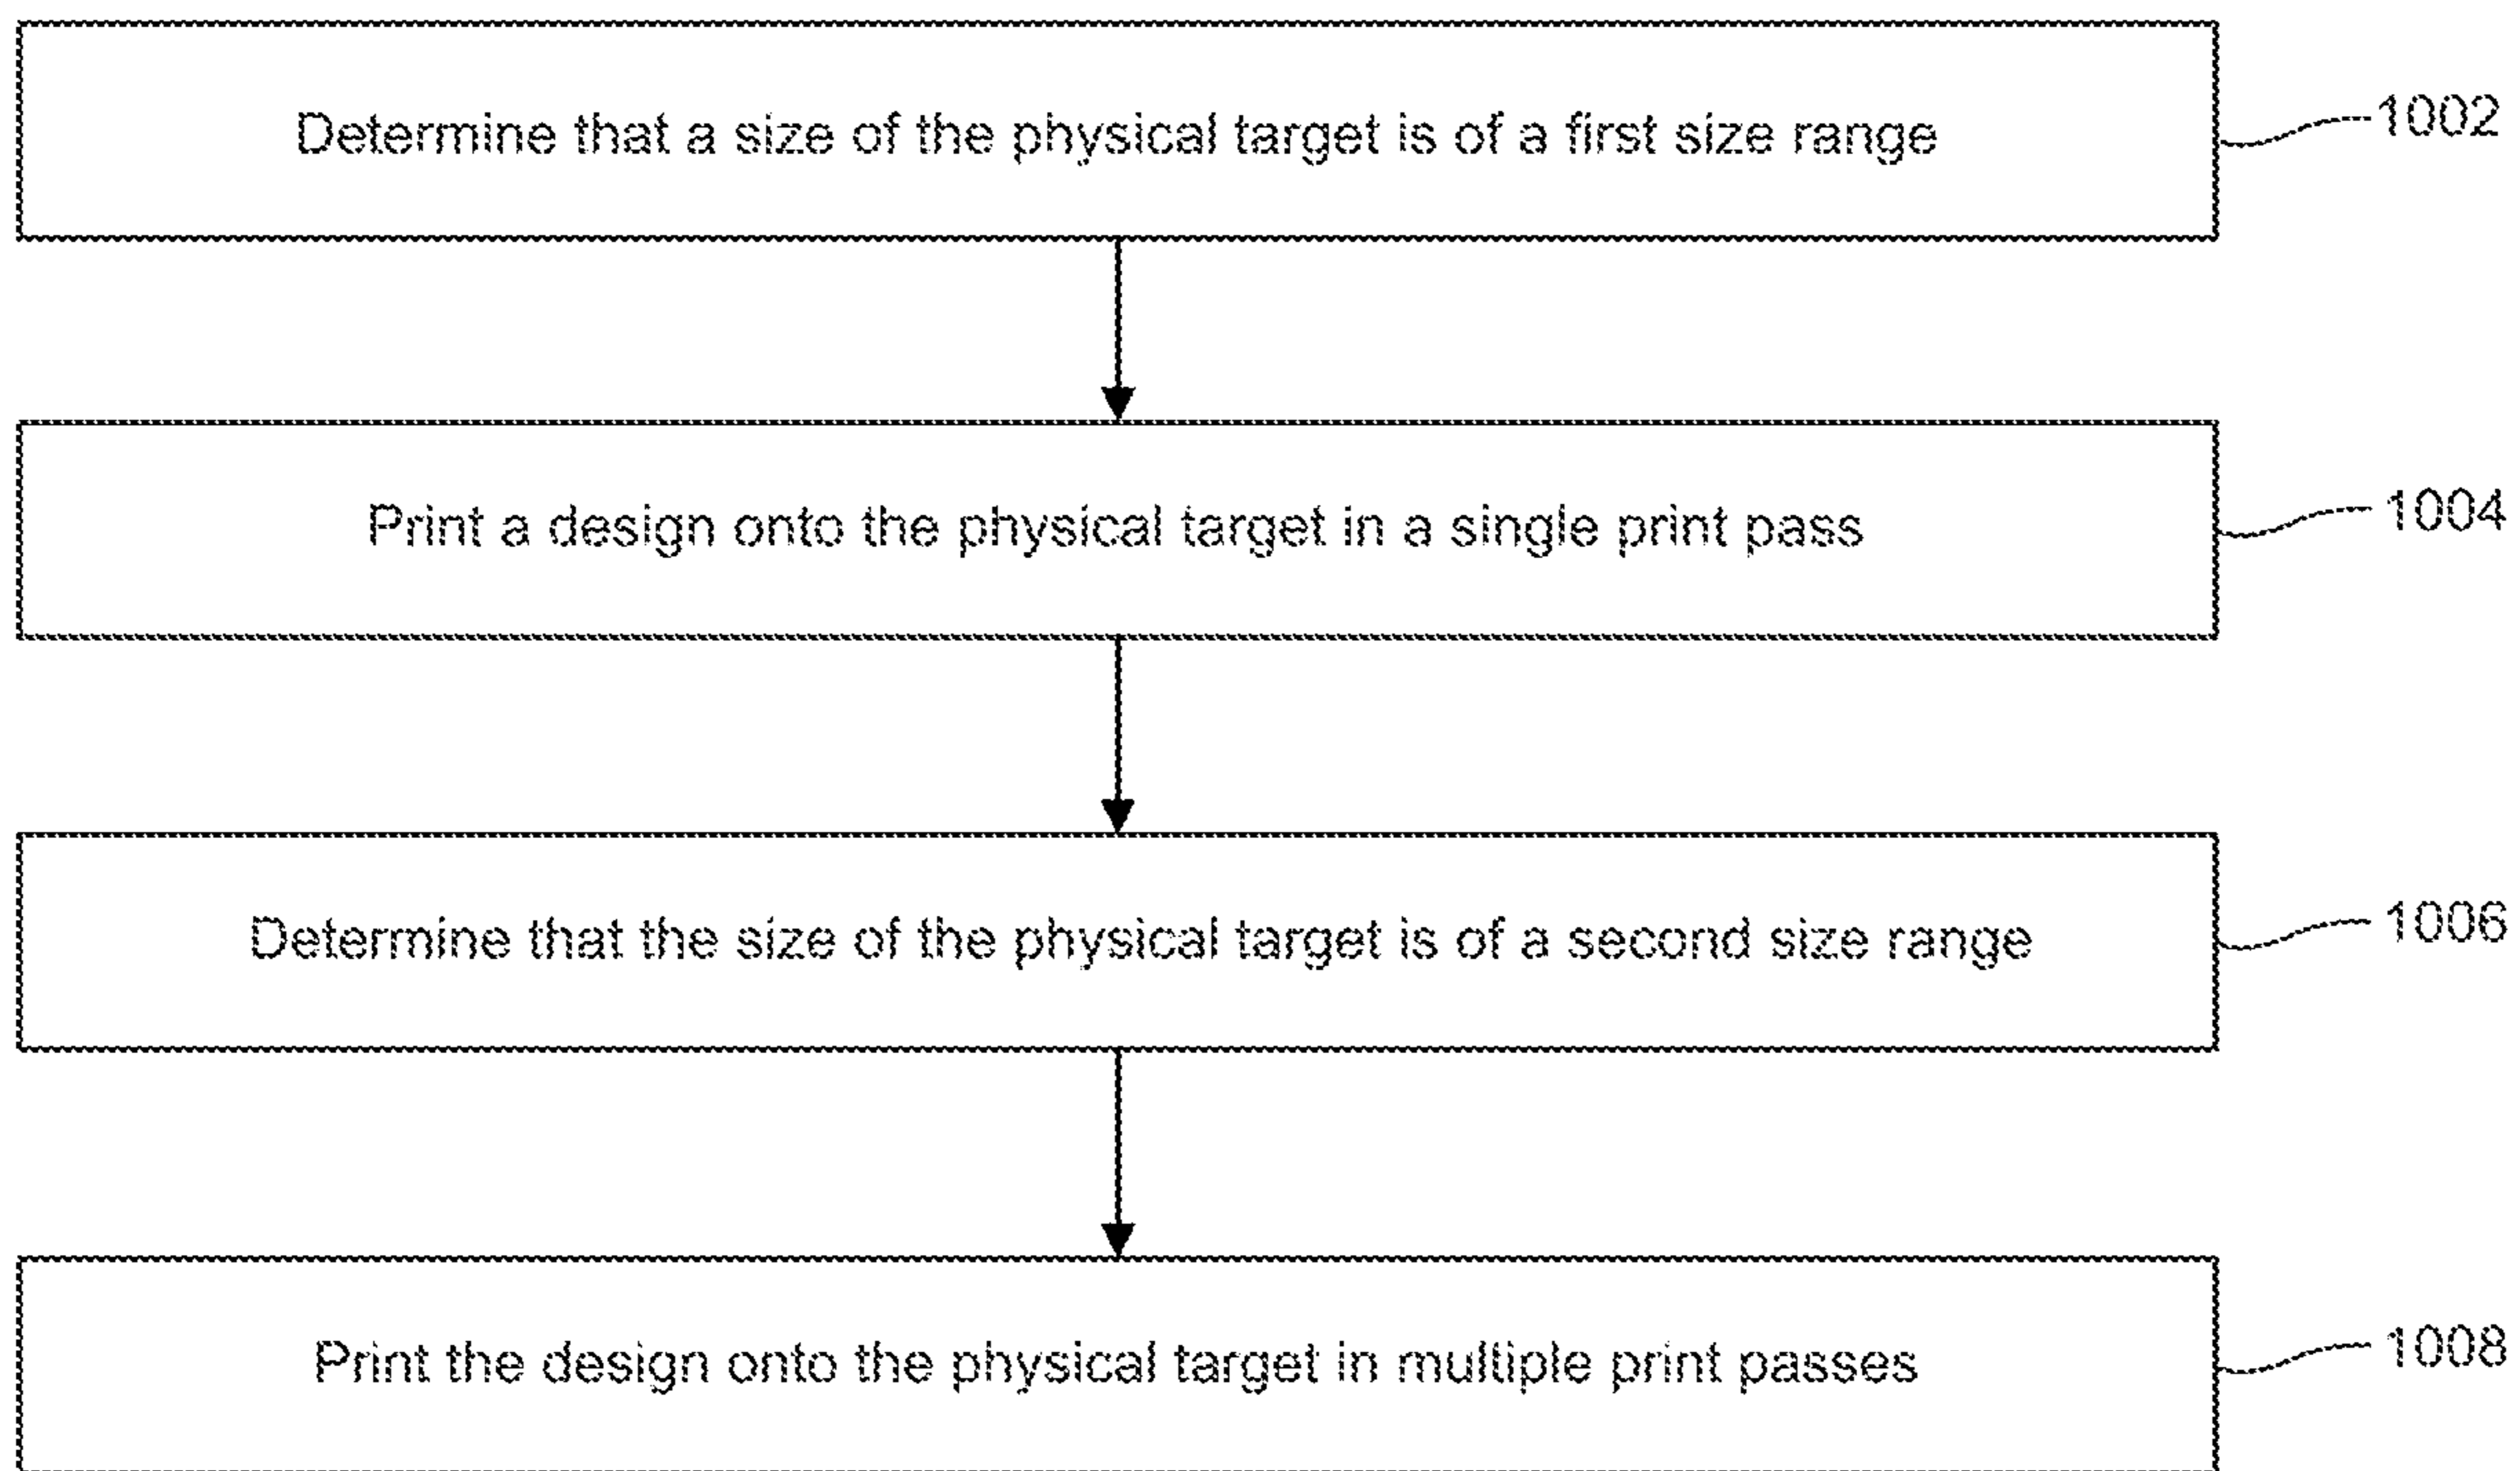 Determine that a size of the physical target is of a first size range
1002
Print a design onto the physical target in a single print pass
1004
Determine that the size of the physical target is of a second size range
1006
Print the design onto the physical target in multiple print passes
1008